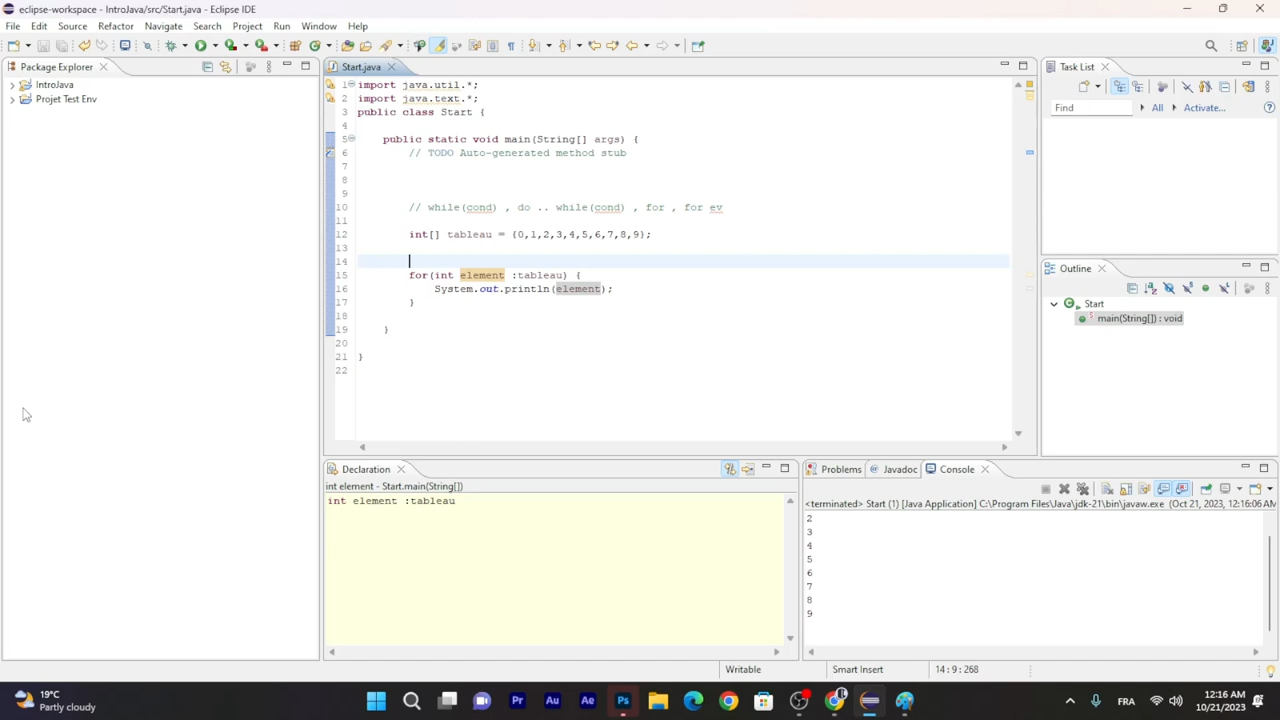 eclipse-workspace - IntroJava/src/Start.java - Eclipse IDE
File Edit Source Refactor Navigate Search Project Run Window Help
Package Explorer
IntroJava
Projet Test Env
Start.java
1 import java.util.*;
2 import java.text.*;
3 public class Start {
4
5 public static void main(String[] args) {
6 // TODO Auto-generated method stub
7
8
9
10 // while(cond) , do .. while(cond) , for , for ev
11
12 int[] tableau = {0,1,2,3,4,5,6,7,8,9};
13
14
15 for(int element :tableau) {
16 System.out.println(element);
17 }
18
19 }
20
21 }
22
Task List
Find All Activate...
Outline
Start
main(String[]) : void
Declaration
int element - Start.main(String[])
int element :tableau
Problems Javadoc Console
<terminated> Start (1) [Java Application] C:\Program Files\Java\jdk-21\bin\javaw.exe (Oct 21, 2023, 12:16:06 AM
2
3
4
5
6
7
8
9
Writable Smart Insert 14 : 9 : 268
19°C
Partly cloudy
Pr Au Ae Ps
FRA
12:16 AM
10/21/2023